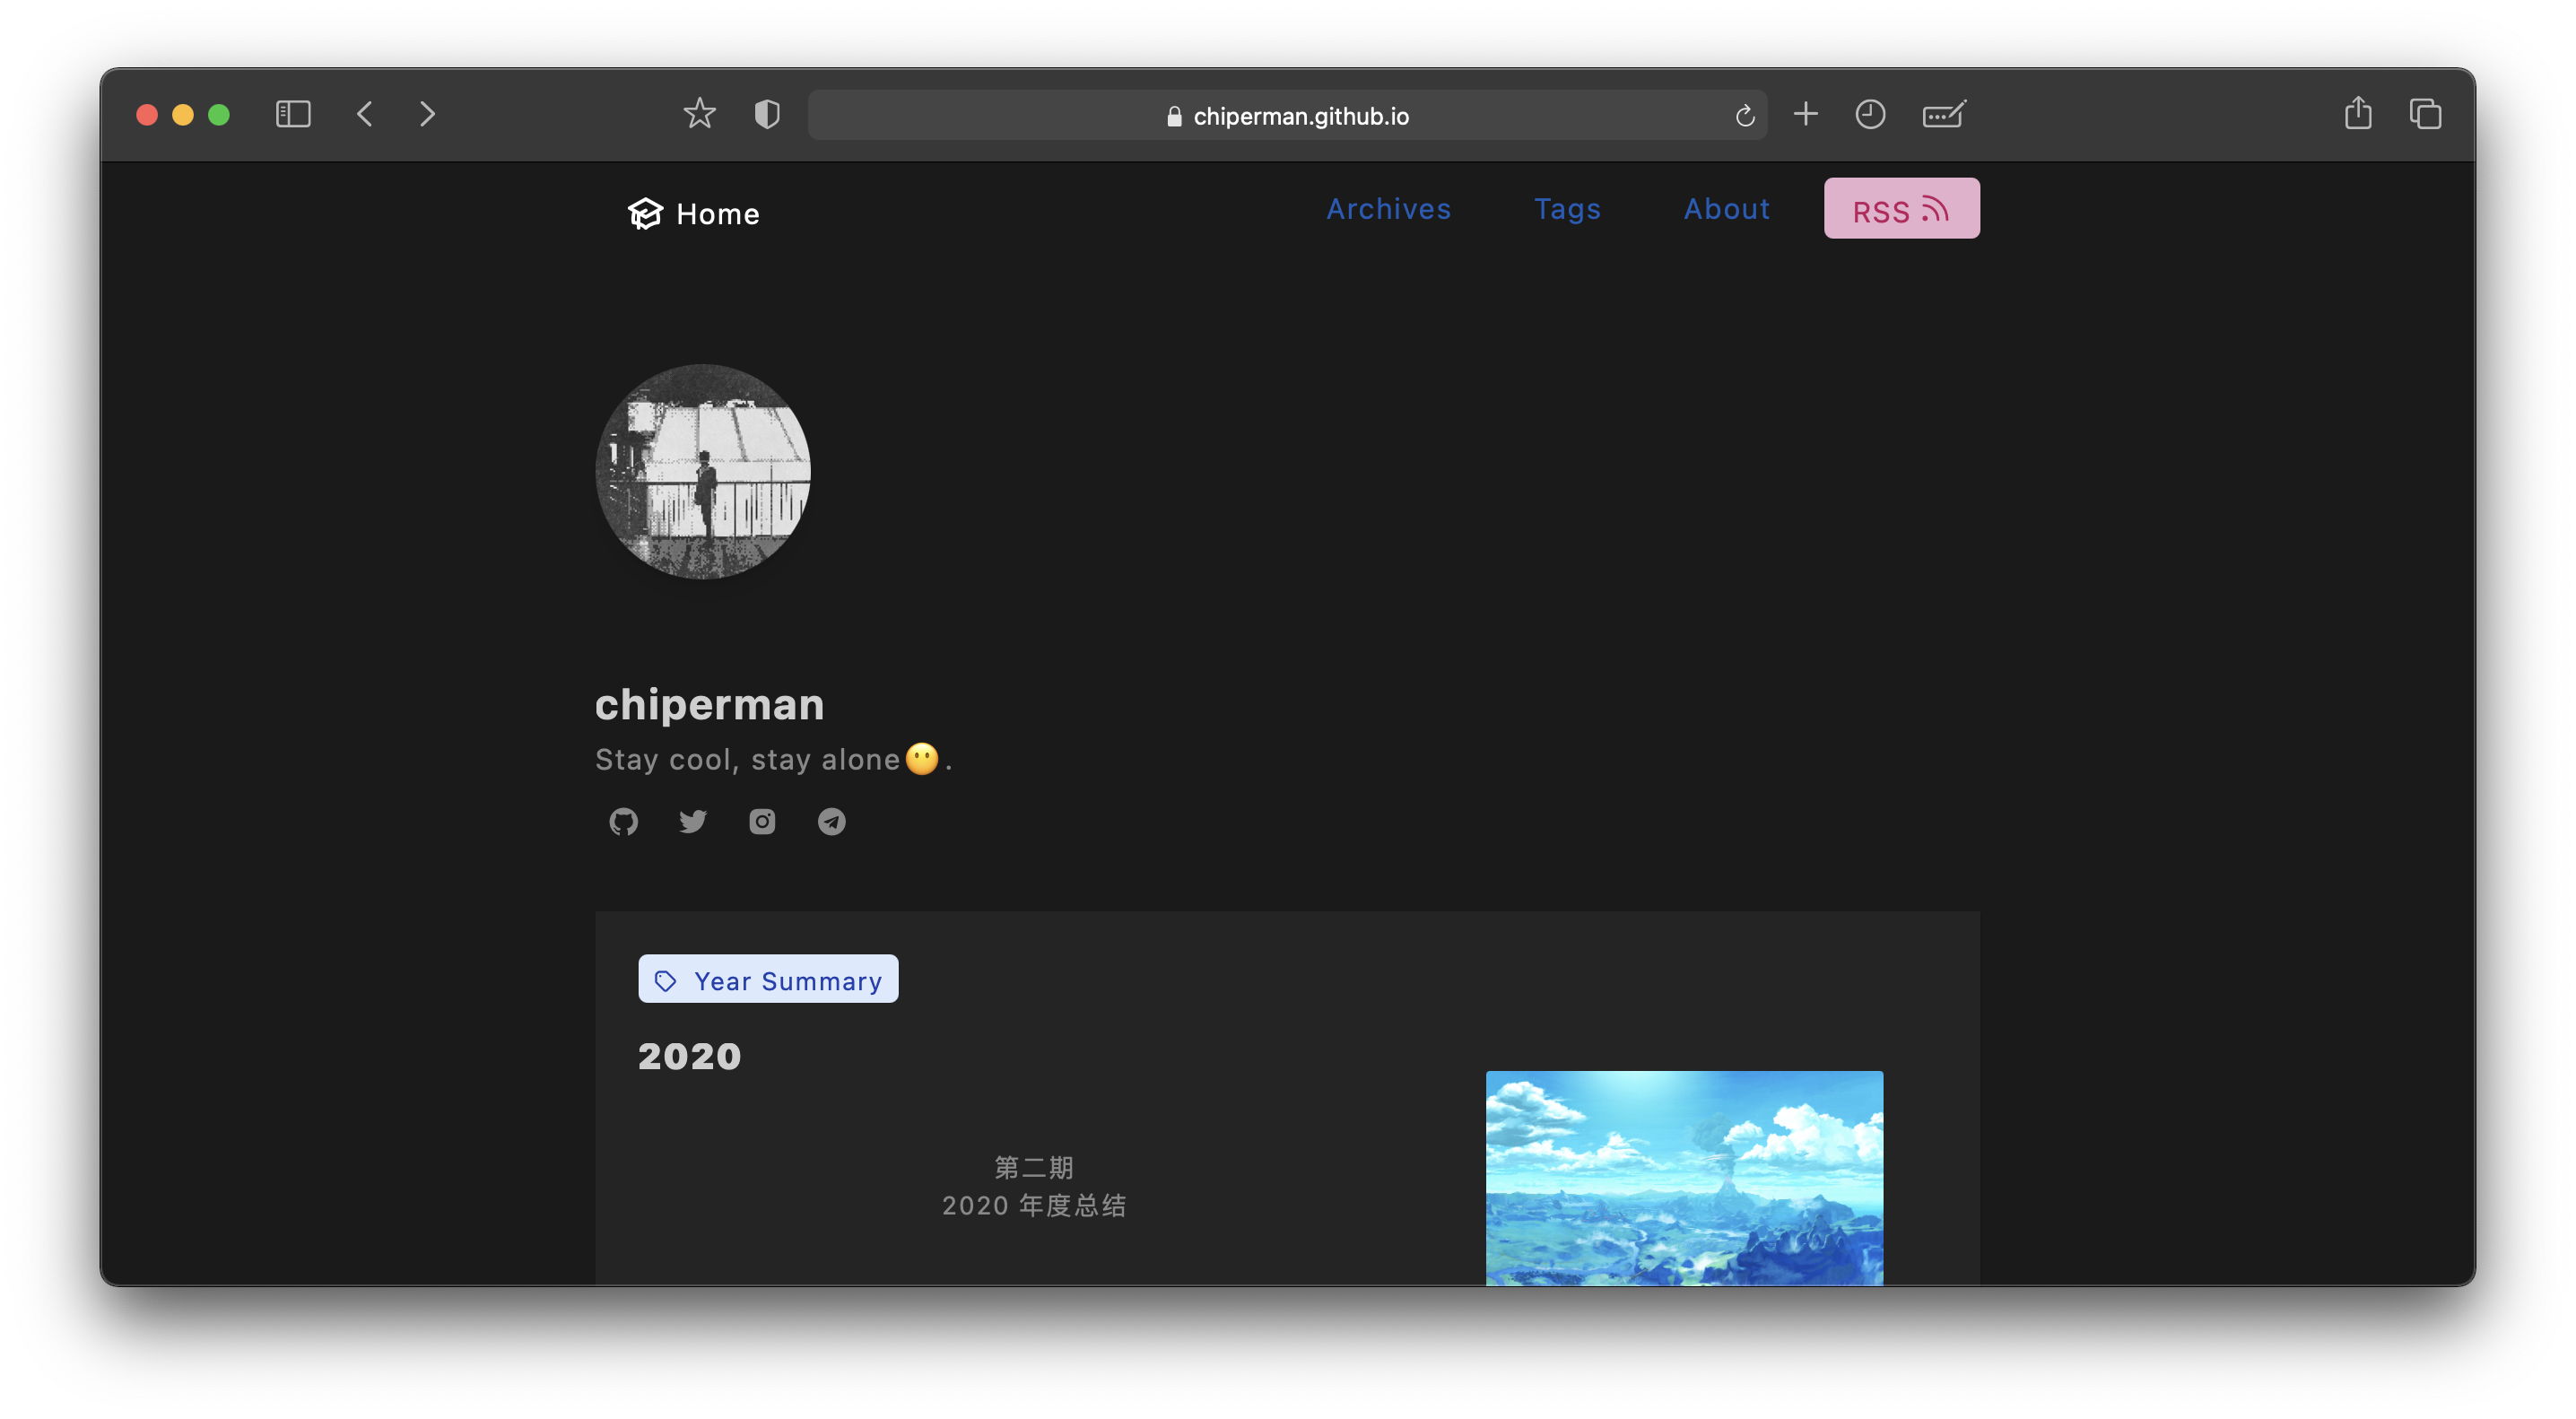 chiperman.github.io
Home
Archives
Tags
About
RSS
chiperman
Stay cool, stay alone😶.
Year Summary
2020
第二期
2020 年度总结